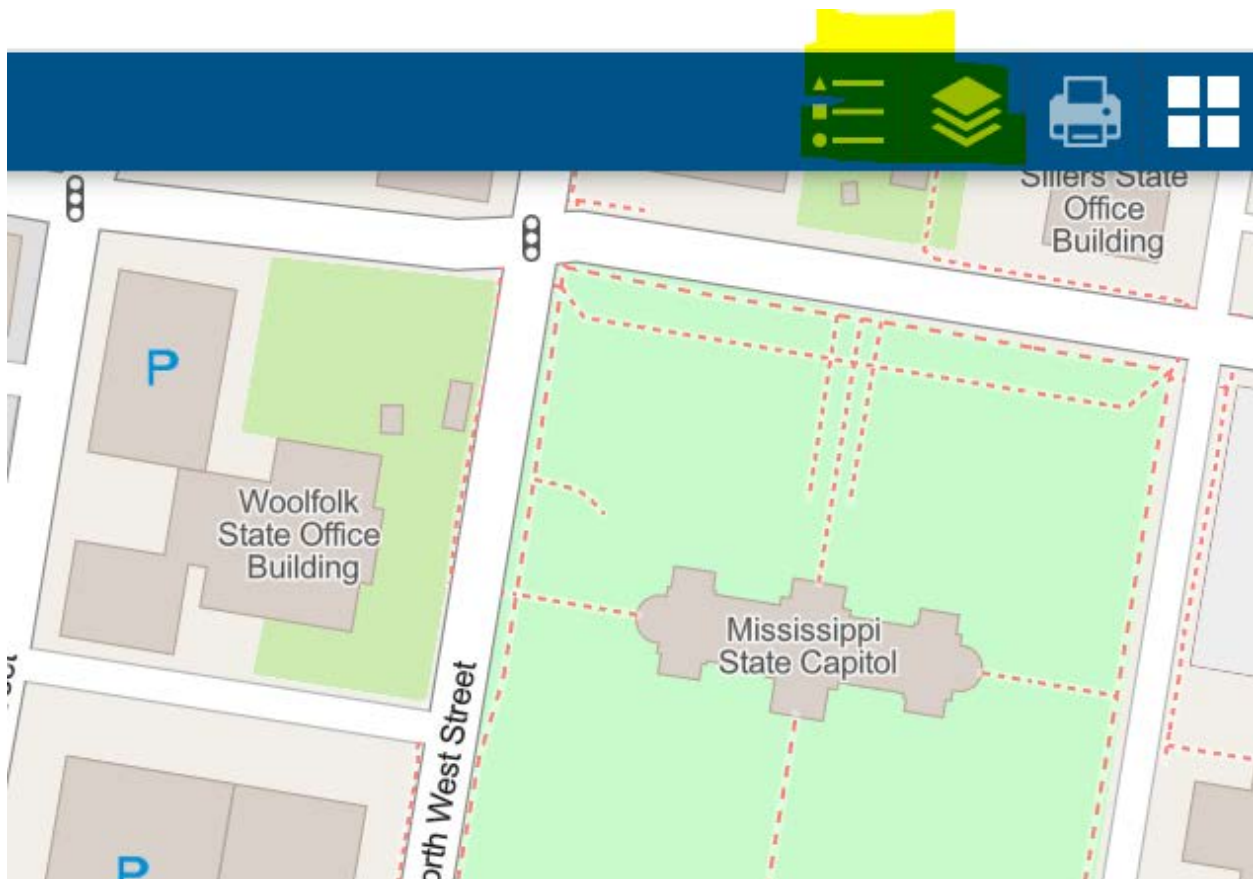 Sillers State
Office
Building
P
Woolfolk
State Office
Building
Mississippi
State Capitol
orth West Street
P